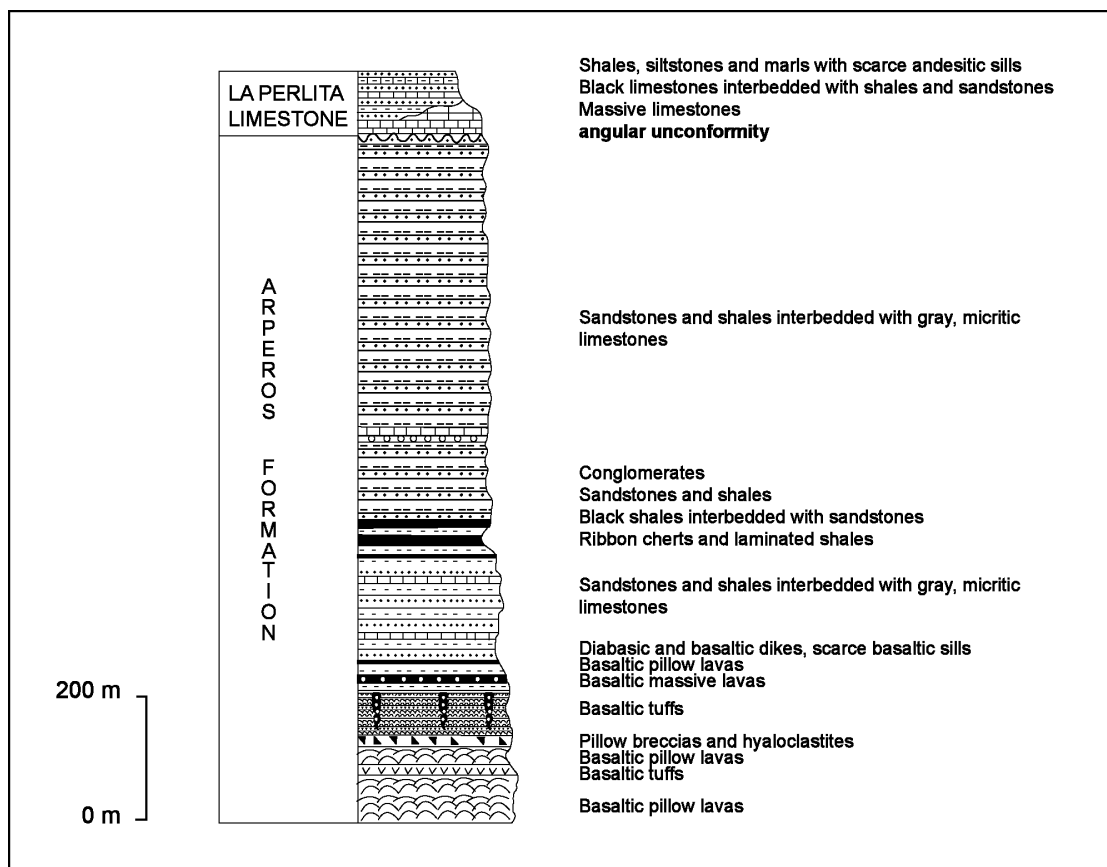 LA PERLITA
LIMESTONE
ARPEROS FORMATION
200 m
0 m
Shales, siltstones and marls with scarce andesitic sills
Black limestones interbedded with shales and sandstones
Massive limestones
angular unconformity
Sandstones and shales interbedded with gray, micritic
limestones
Conglomerates
Sandstones and shales
Black shales interbedded with sandstones
Ribbon cherts and laminated shales
Sandstones and shales interbedded with gray, micritic
limestones
Diabasic and basaltic dikes, scarce basaltic sills
Basaltic pillow lavas
Basaltic massive lavas
Basaltic tuffs
Pillow breccias and hyaloclastites
Basaltic pillow lavas
Basaltic tuffs
Basaltic pillow lavas